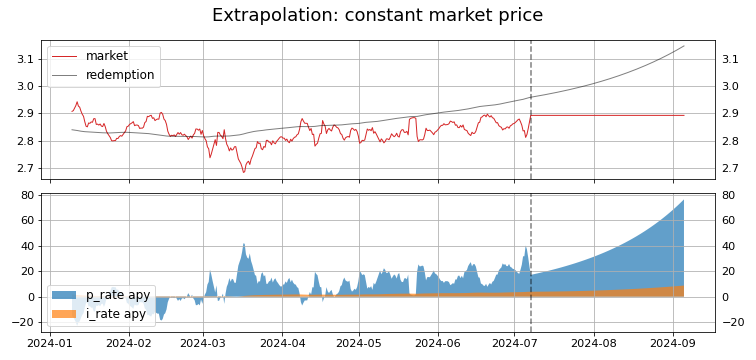 Extrapolation: constant market price
3.1 3.1
3.0 3.0
2.9 2.9
2.8 2.8
2.7 2.7
market
redemption
80 80
60 60
40 40
20 20
0 0
−20 −20
p_rate apy
i_rate apy
2024-01 2024-02 2024-03 2024-04 2024-05 2024-06 2024-07 2024-08 2024-09